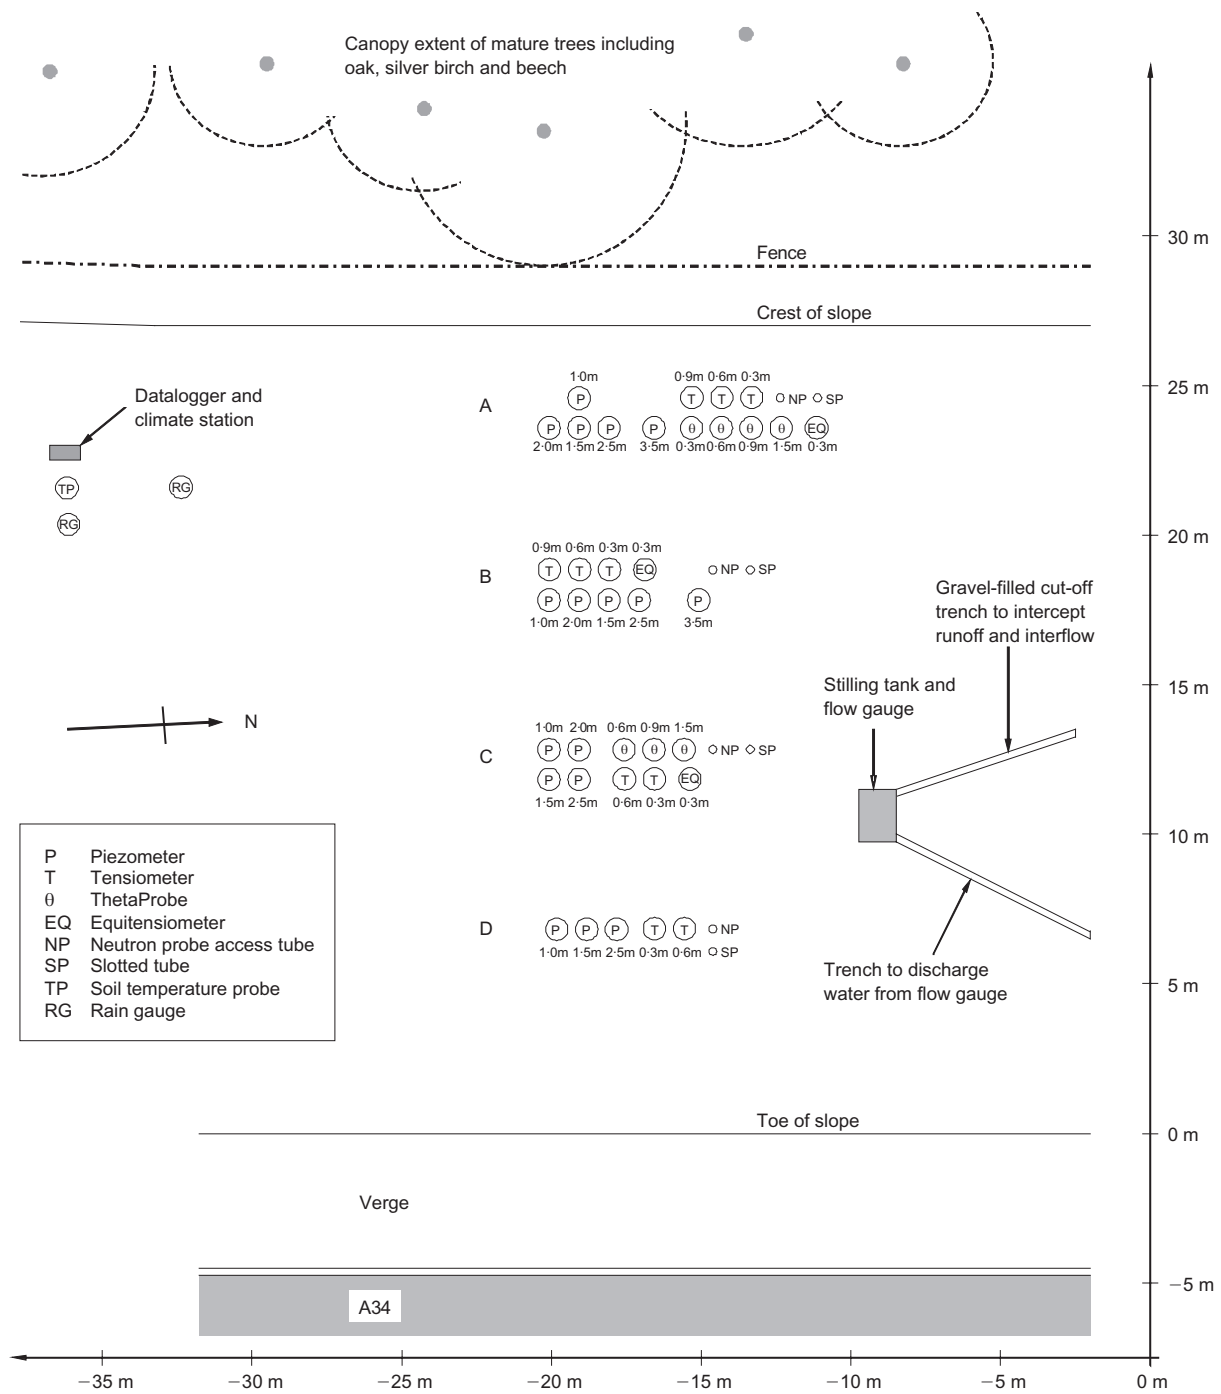 Canopy extent of mature trees including
oak, silver birch and beech
30 m
Fence
Crest of slope
25 m
Datalogger and
climate station
A
1·0m
0·9m 0·6m 0·3m
P
T T T NP SP
P P P P θ θ θ θ EQ
2·0m 1·5m 2·5m 3·5m 0·3m 0·6m 0·9m 1·5m 0·3m
TP RG
RG
20 m
B
0·9m 0·6m 0·3m 0·3m
T T T EQ NP SP
P P P P P
1·0m 2·0m 1·5m 2·5m 3·5m
Gravel-filled cut-off
trench to intercept
runoff and interflow
15 m
Stilling tank and
flow gauge
N
C
1·0m 2·0m 0·6m 0·9m 1·5m
P P θ θ θ NP SP
P P T T EQ
1·5m 2·5m 0·6m 0·3m 0·3m
10 m
P Piezometer
T Tensiometer
θ ThetaProbe
EQ Equitensiometer
NP Neutron probe access tube
SP Slotted tube
TP Soil temperature probe
RG Rain gauge
D
P P P T T NP
1·0m 1·5m 2·5m 0·3m 0·6m SP
Trench to discharge
water from flow gauge
5 m
Toe of slope
0 m
Verge
−5 m
A34
−35 m −30 m −25 m −20 m −15 m −10 m −5 m 0 m